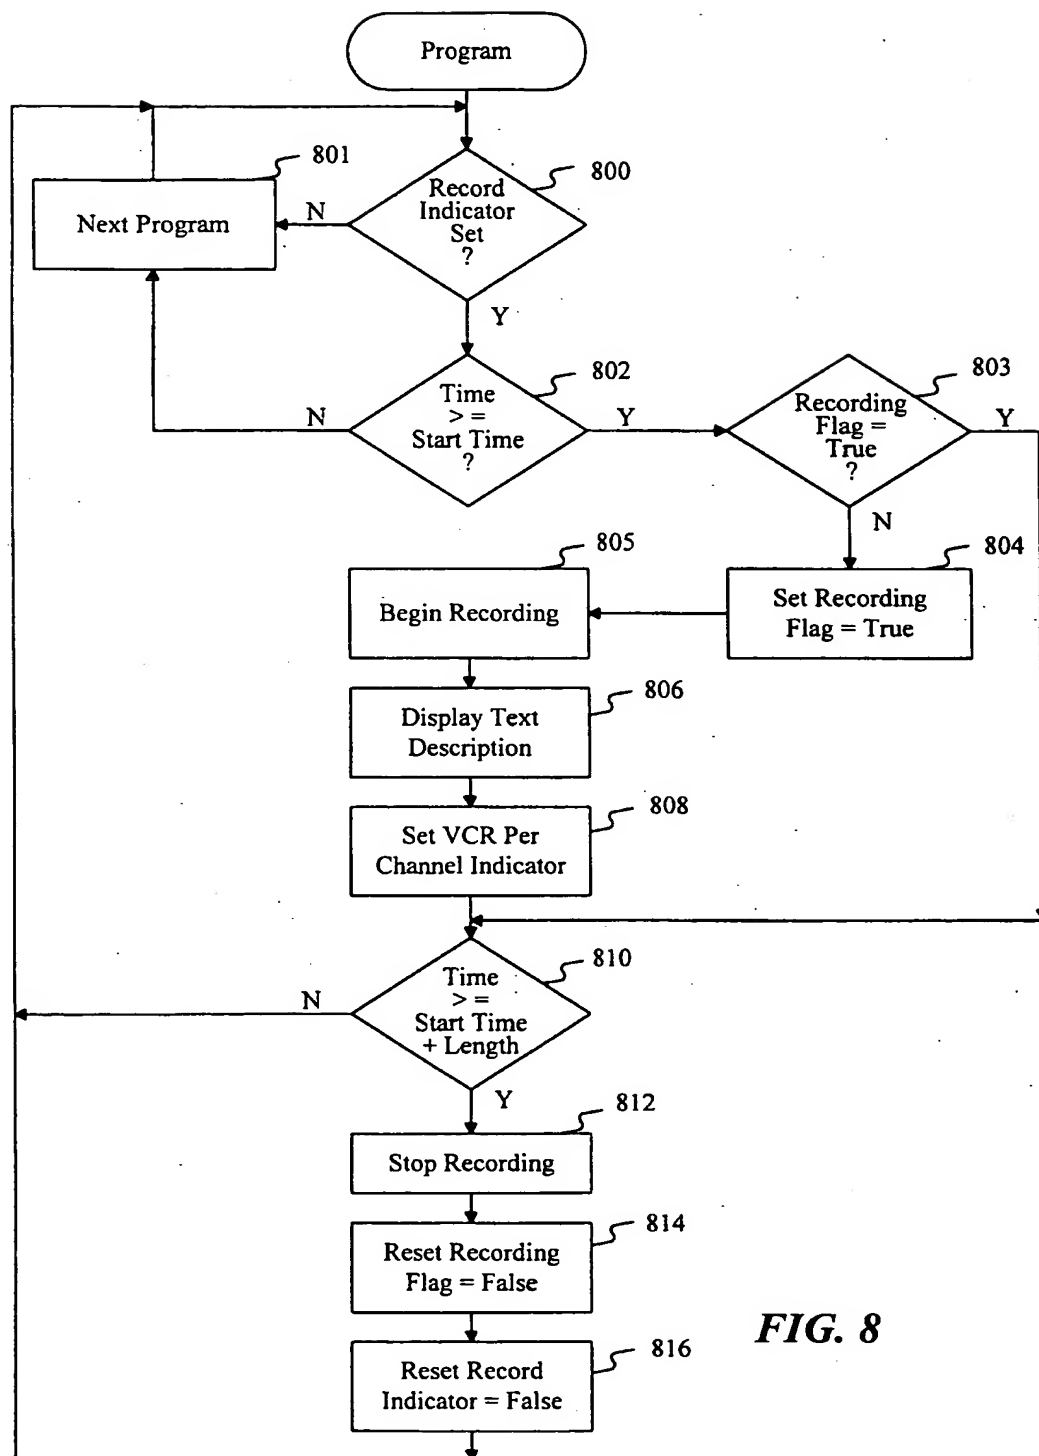 Program
801
800
Next Program
N
Record
Indicator
Set
?
Y
802
803
N
Time
> =
Start Time
?
Y
Recording
Flag =
True
?
Y
N
805
804
Begin Recording
Set Recording
Flag = True
806
Display Text
Description
808
Set VCR Per
Channel Indicator
810
N
Time
> =
Start Time
+ Length
Y
812
Stop Recording
814
Reset Recording
Flag = False
FIG. 8
816
Reset Record
Indicator = False